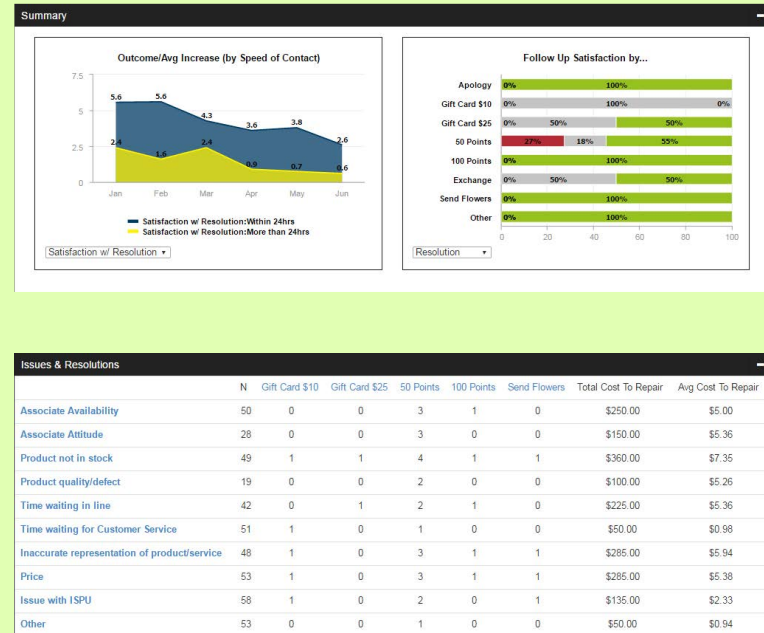 Summary
Outcome/Avg Increase (by Speed of Contact)
7.5
5
2.5
0
5.6
5.6
4.3
3.6
3.8
2.6
2.4
1.6
2.4
0.9
0.7
0.6
Jan Feb Mar Apr May Jun
Satisfaction w/ Resolution:Within 24hrs
Satisfaction w/ Resolution:More than 24hrs
Satisfaction w/ Resolution
Follow Up Satisfaction by...
Apology 0% 100%
Gift Card $10 0% 100% 0%
Gift Card $25 0% 50% 50%
50 Points 27% 18% 55%
100 Points 0% 100%
Exchange 0% 50% 50%
Send Flowers 0% 100%
Other 0% 100%
0 20 40 60 80 100
Resolution
Issues & Resolutions
N Gift Card $10 Gift Card $25 50 Points 100 Points Send Flowers Total Cost To Repair Avg Cost To Repair
Associate Availability 50 0 0 3 1 0 $250.00 $5.00
Associate Attitude 28 0 0 3 0 0 $150.00 $5.36
Product not in stock 49 1 1 4 1 1 $360.00 $7.35
Product quality/defect 19 0 0 2 0 0 $100.00 $5.26
Time waiting in line 42 0 1 2 1 0 $225.00 $5.36
Time waiting for Customer Service 51 1 0 1 0 0 $50.00 $0.98
Inaccurate representation of product/service 48 1 0 3 1 1 $285.00 $5.94
Price 53 1 0 3 1 1 $285.00 $5.38
Issue with ISPU 58 1 0 2 0 1 $135.00 $2.33
Other 53 0 0 1 0 0 $50.00 $0.94